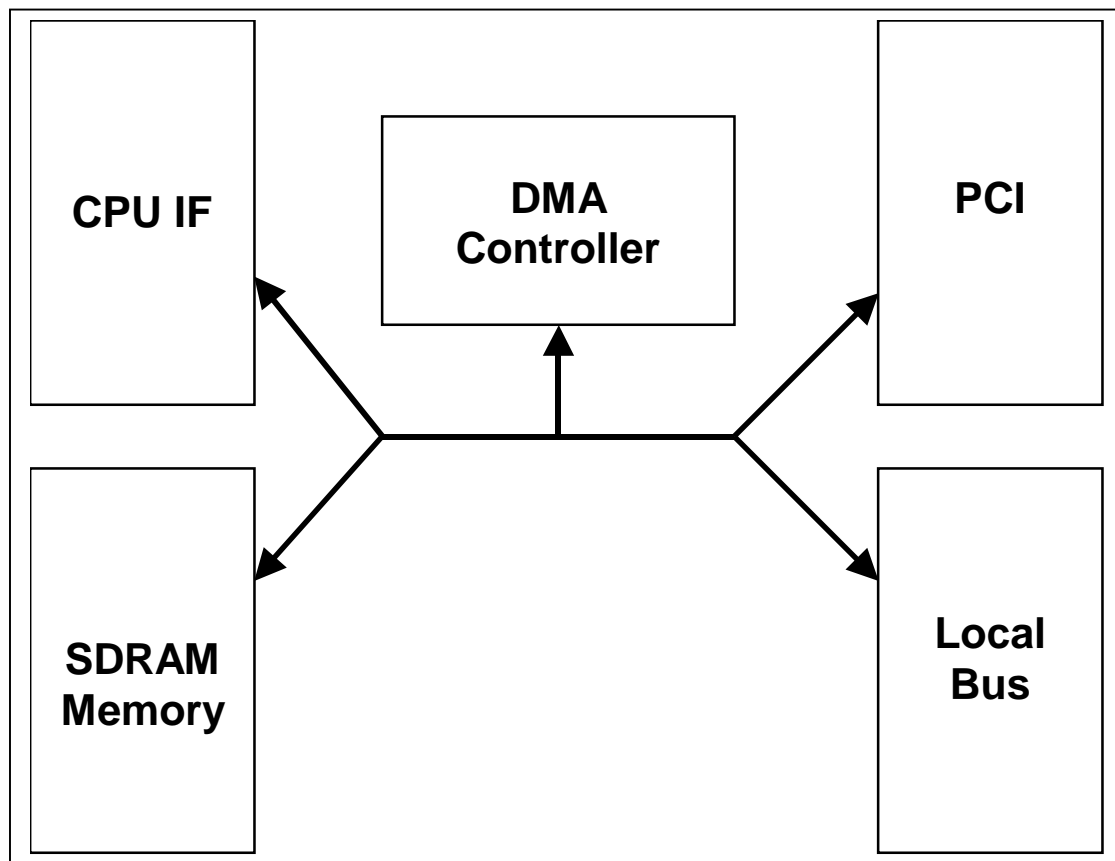 CPU IF
DMA
Controller
PCI
SDRAM
Memory
Local
Bus